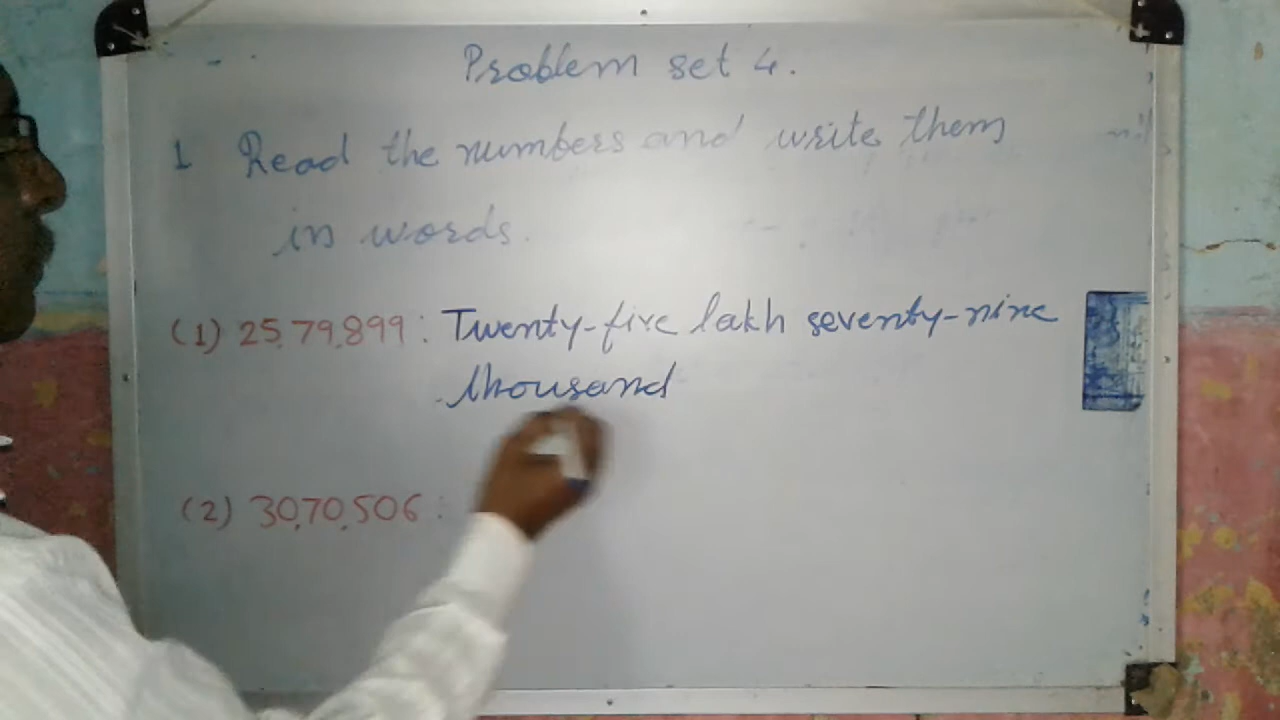 Problem set 4.
1 Read the numbers and write them
in words.
(1) 25,79,899 : Twenty-five lakh seventy-nine
thousand
(2) 30,70,506 :